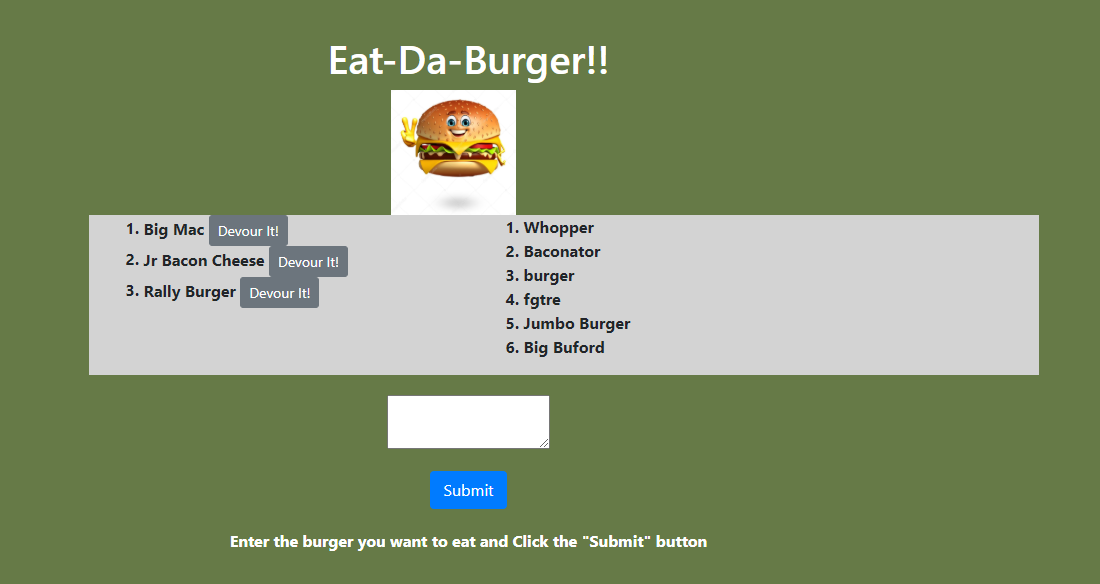 Eat-Da-Burger!!
1. Big Mac Devour It!
2. Jr Bacon Cheese Devour It!
3. Rally Burger Devour It!
1. Whopper
2. Baconator
3. burger
4. fgtre
5. Jumbo Burger
6. Big Buford
Submit
Enter the burger you want to eat and Click the "Submit" button